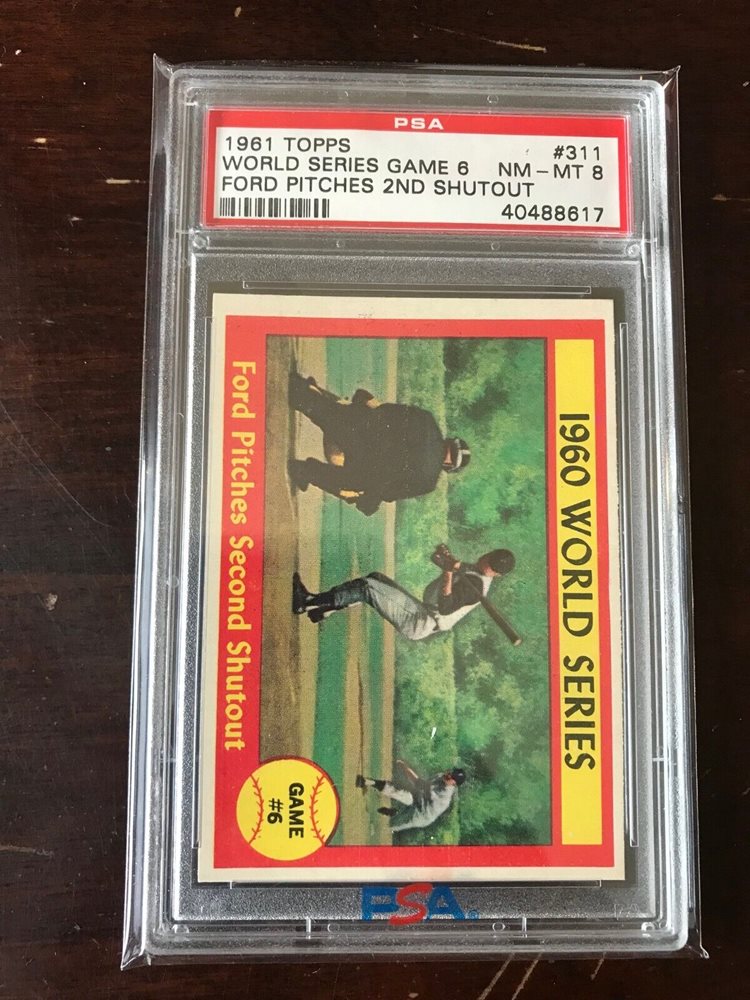 PSA
1961 TOPPS #311
WORLD SERIES GAME 6 NM-MT 8
FORD PITCHES 2ND SHUTOUT
40488617
1960 WORLD SERIES
Ford Pitches Second Shutout
GAME
#6
PSA